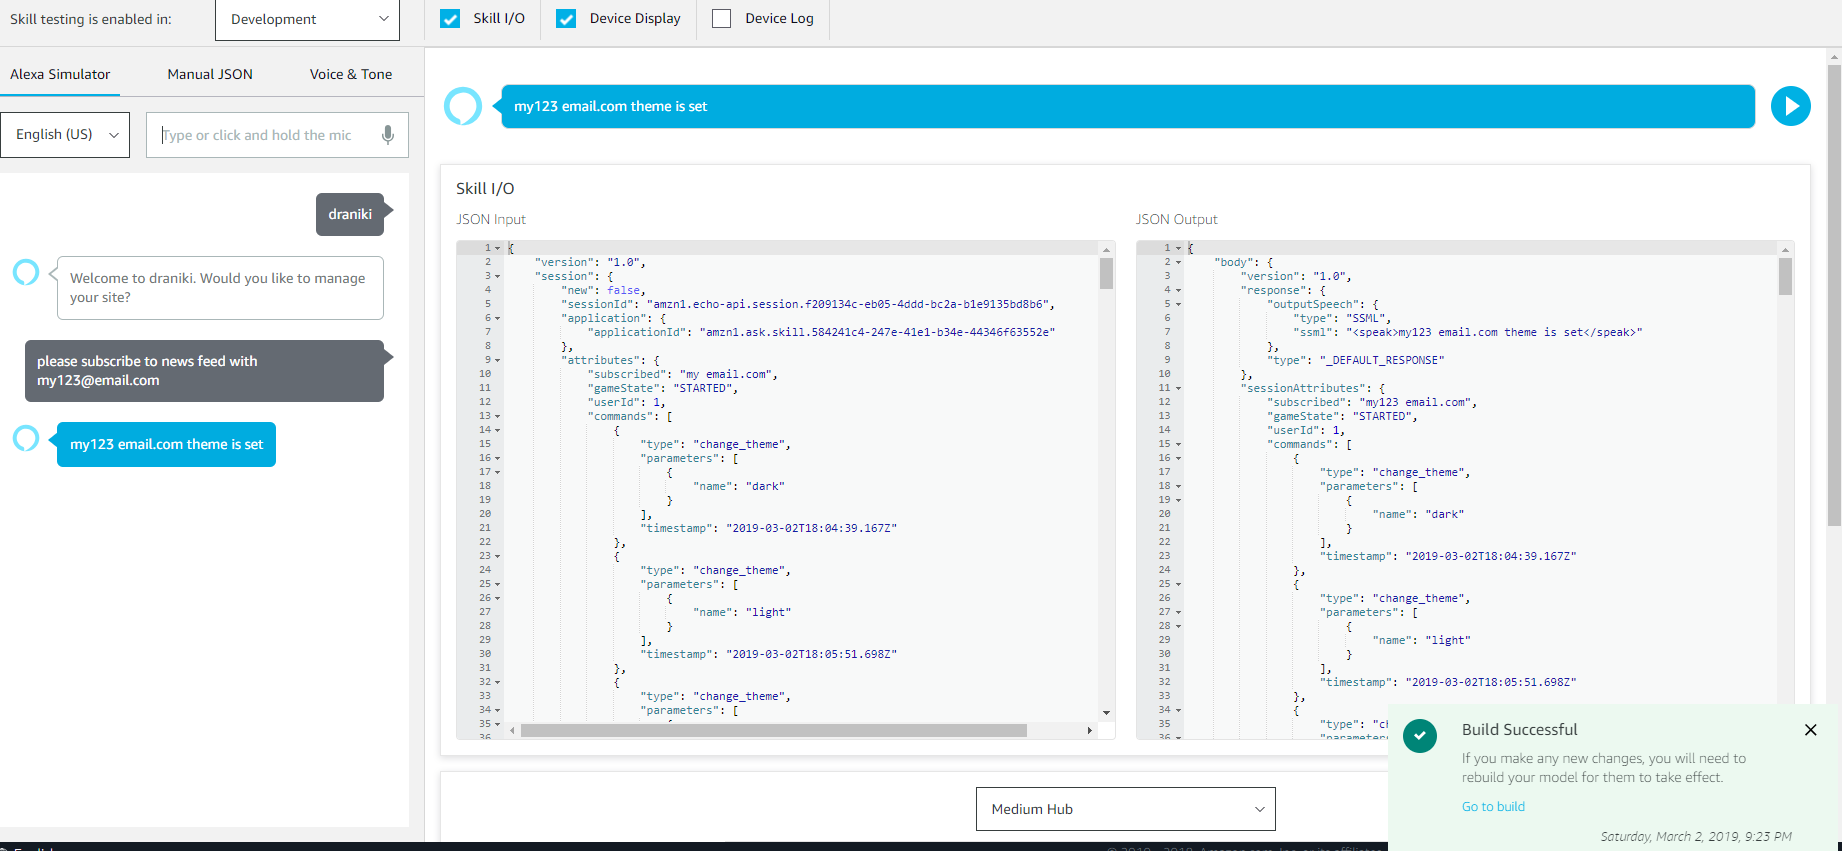 Skill testing is enabled in:
Development
Skill I/O
Device Display
Device Log
Alexa Simulator
Manual JSON
Voice & Tone
English (US)
Type or click and hold the mic
draniki
Welcome to draniki. Would you like to manage
your site?
please subscribe to news feed with
my123@email.com
my123 email.com theme is set
my123 email.com theme is set
Skill I/O
JSON Input
1 {
2 "version": "1.0",
3 "session": {
4 "new": false,
5 "sessionId": "amzn1.echo-api.session.f209134c-eb05-4ddd-bc2a-b1e9135bd8b6",
6 "application": {
7 "applicationId": "amzn1.ask.skill.584241c4-247e-41e1-b34e-44346f63552e"
8 },
9 "attributes": {
10 "subscribed": "my email.com",
11 "gameState": "STARTED",
12 "userId": 1,
13 "commands": [
14 {
15 "type": "change_theme",
16 "parameters": [
17 {
18 "name": "dark"
19 }
20 ],
21 "timestamp": "2019-03-02T18:04:39.167Z"
22 },
23 {
24 "type": "change_theme",
25 "parameters": [
26 {
27 "name": "light"
28 }
29 ],
30 "timestamp": "2019-03-02T18:05:51.698Z"
31 },
32 {
33 "type": "change_theme",
34 "parameters": [
35
36
JSON Output
1 {
2 "body": {
3 "version": "1.0",
4 "response": {
5 "outputSpeech": {
6 "type": "SSML",
7 "ssml": "<speak>my123 email.com theme is set</speak>"
8 },
9 "type": "_DEFAULT_RESPONSE"
10 },
11 "sessionAttributes": {
12 "subscribed": "my123 email.com",
13 "gameState": "STARTED",
14 "userId": 1,
15 "commands": [
16 {
17 "type": "change_theme",
18 "parameters": [
19 {
20 "name": "dark"
21 }
22 ],
23 "timestamp": "2019-03-02T18:04:39.167Z"
24 },
25 {
26 "type": "change_theme",
27 "parameters": [
28 {
29 "name": "light"
30 }
31 ],
32 "timestamp": "2019-03-02T18:05:51.698Z"
33 },
34 {
35 "type": "c
36
Medium Hub
Build Successful
If you make any new changes, you will need to
rebuild your model for them to take effect.
Go to build
Saturday, March 2, 2019, 9:23 PM